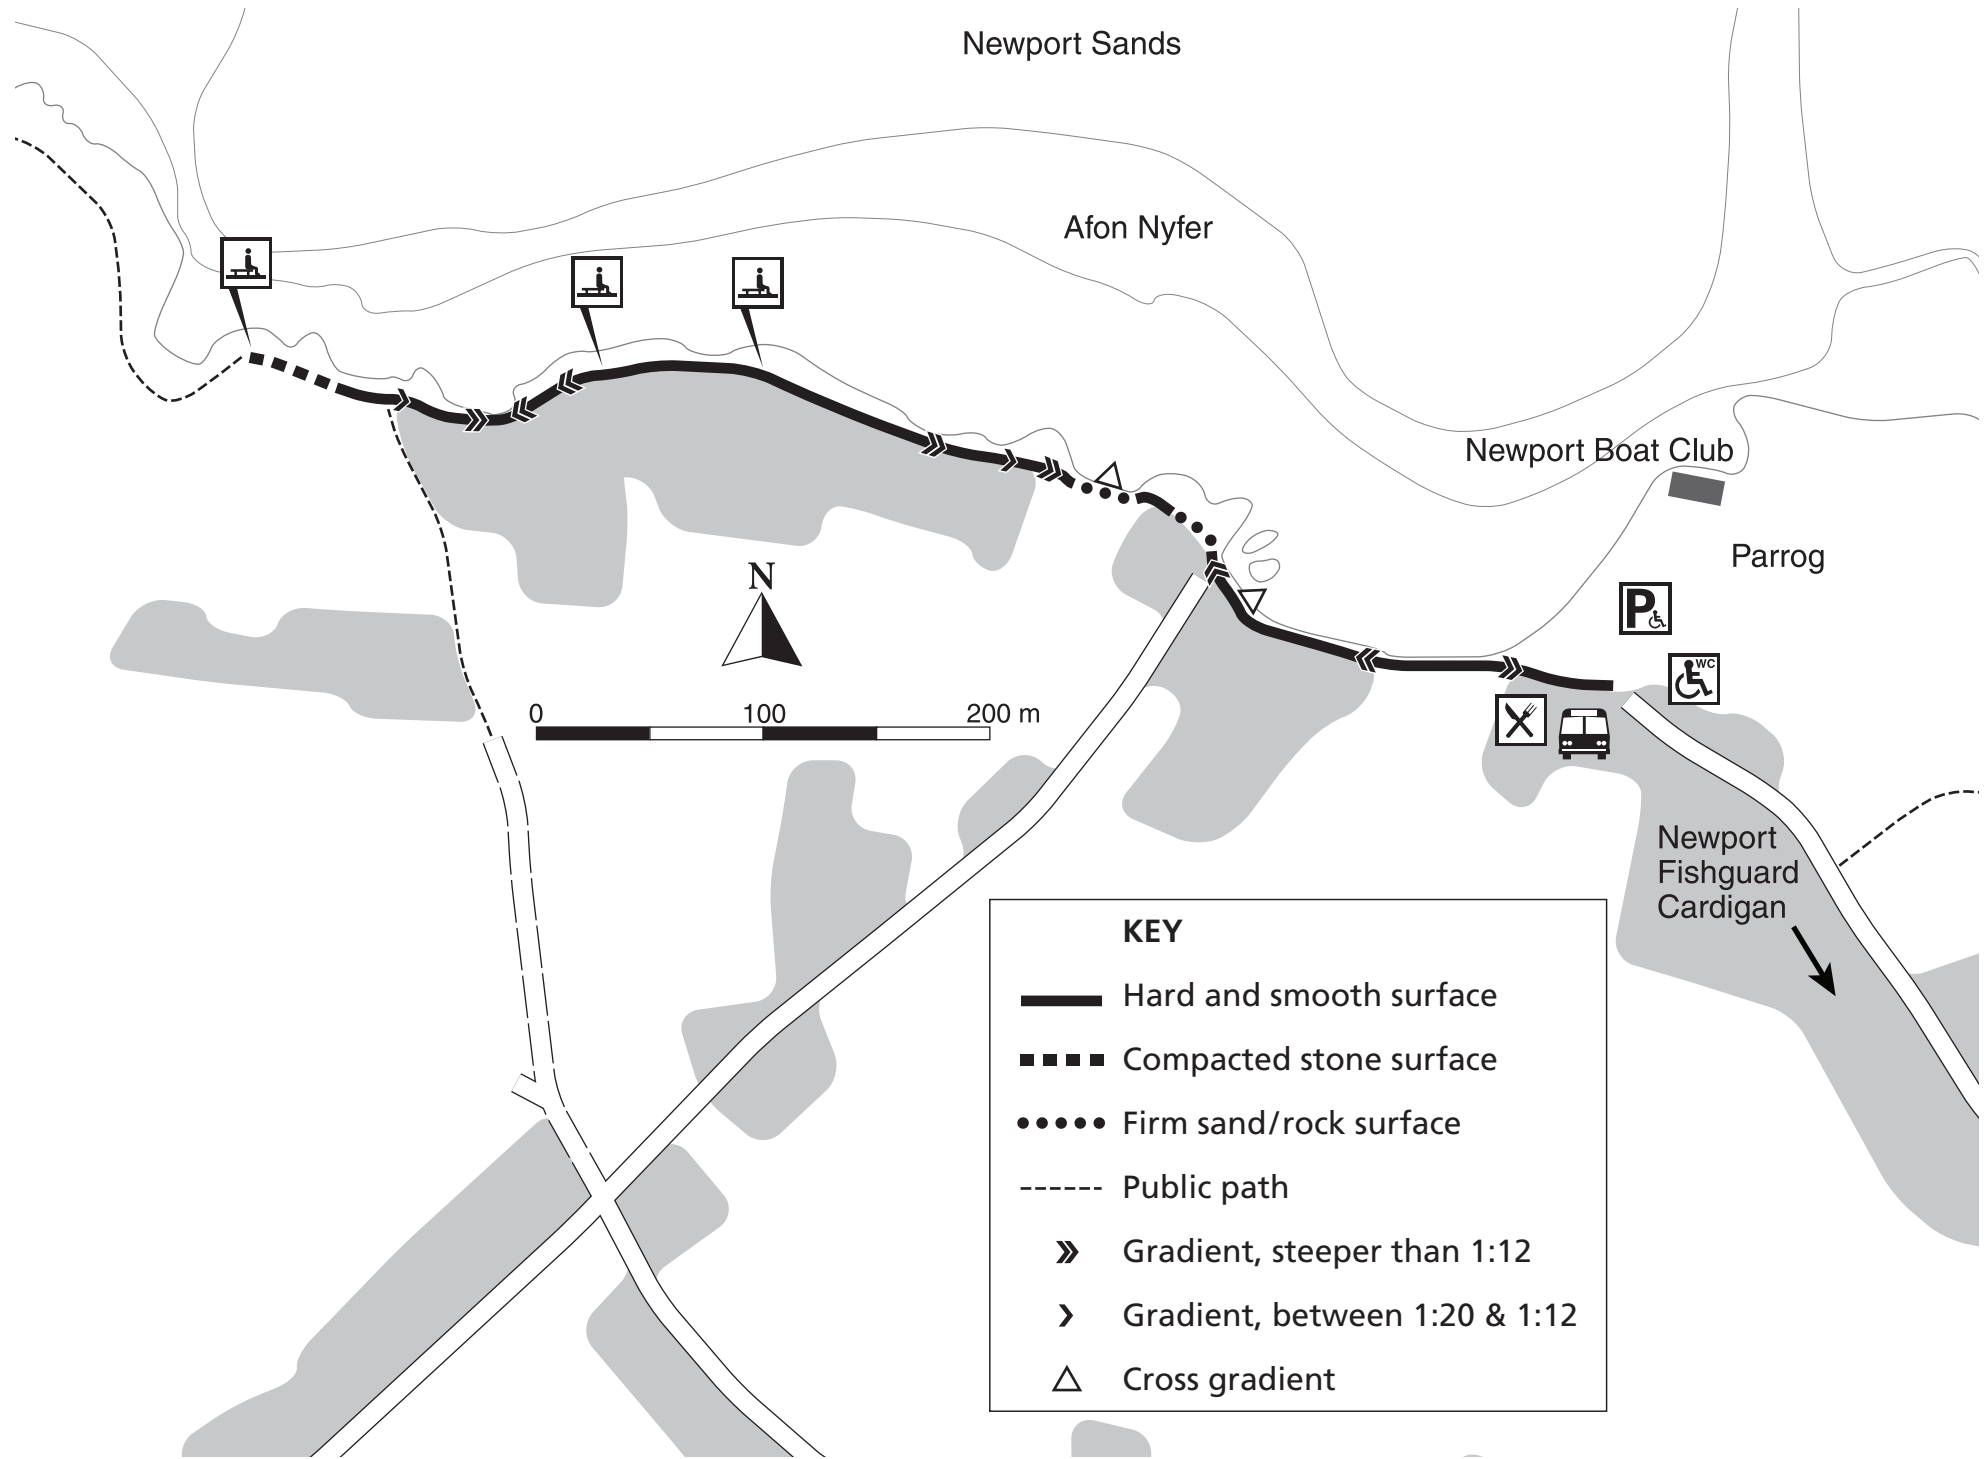 Newport Sands
Afon Nyfer
Newport Boat Club
Parrog
N
P
WC
0 100 200 m
Newport
Fishguard
Cardigan
KEY
Hard and smooth surface
Compacted stone surface
Firm sand/rock surface
Public path
Gradient, steeper than 1:12
Gradient, between 1:20 & 1:12
Cross gradient